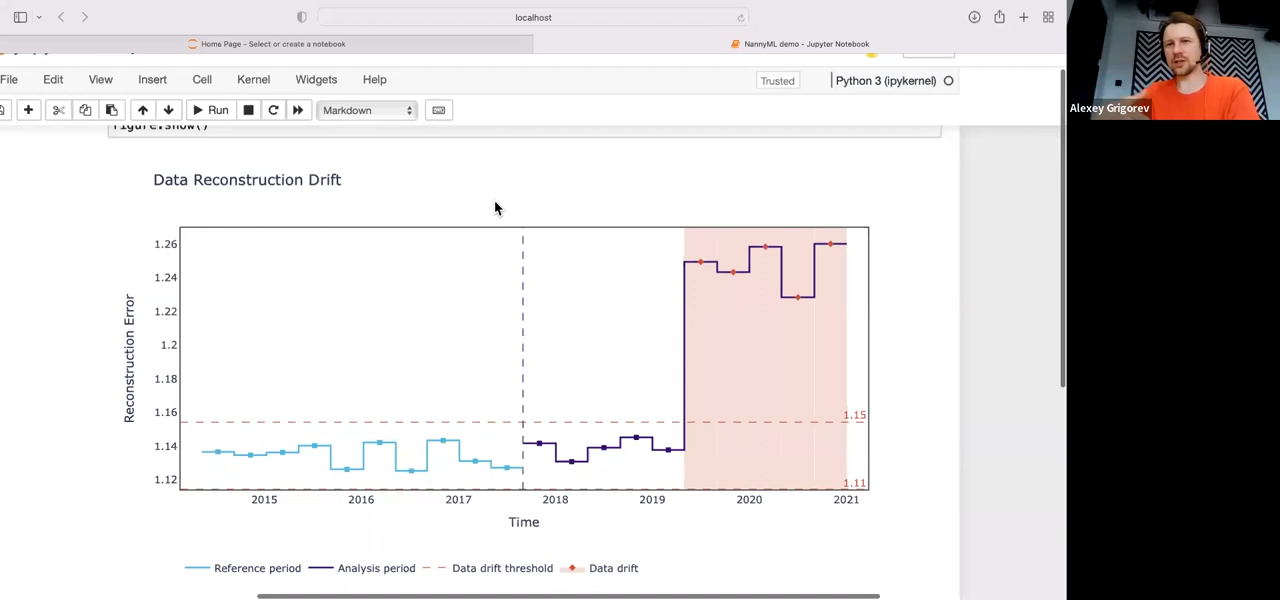 localhost
Home Page - Select or create a notebook
NannyML demo - Jupyter Notebook
File Edit View Insert Cell Kernel Widgets Help
Trusted
Python 3 (ipykernel)
Run
Markdown
figure.show()
Alexey Grigorev
Data Reconstruction Drift
1.26
1.24
1.22
1.2
1.18
1.16
1.14
1.12
Reconstruction Error
1.15
1.11
2015 2016 2017 2018 2019 2020 2021
Time
Reference period Analysis period Data drift threshold Data drift